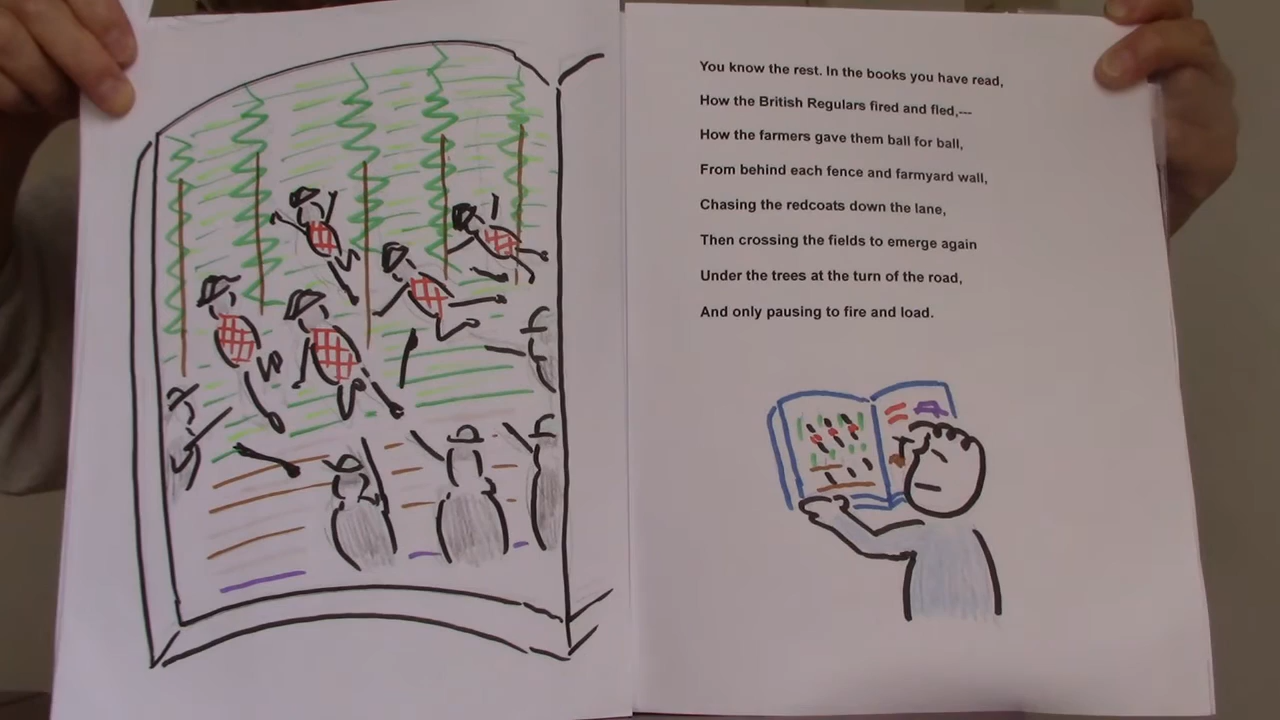 You know the rest. In the books you have read,
How the British Regulars fired and fled,---
How the farmers gave them ball for ball,
From behind each fence and farmyard wall,
Chasing the redcoats down the lane,
Then crossing the fields to emerge again
Under the trees at the turn of the road,
And only pausing to fire and load.